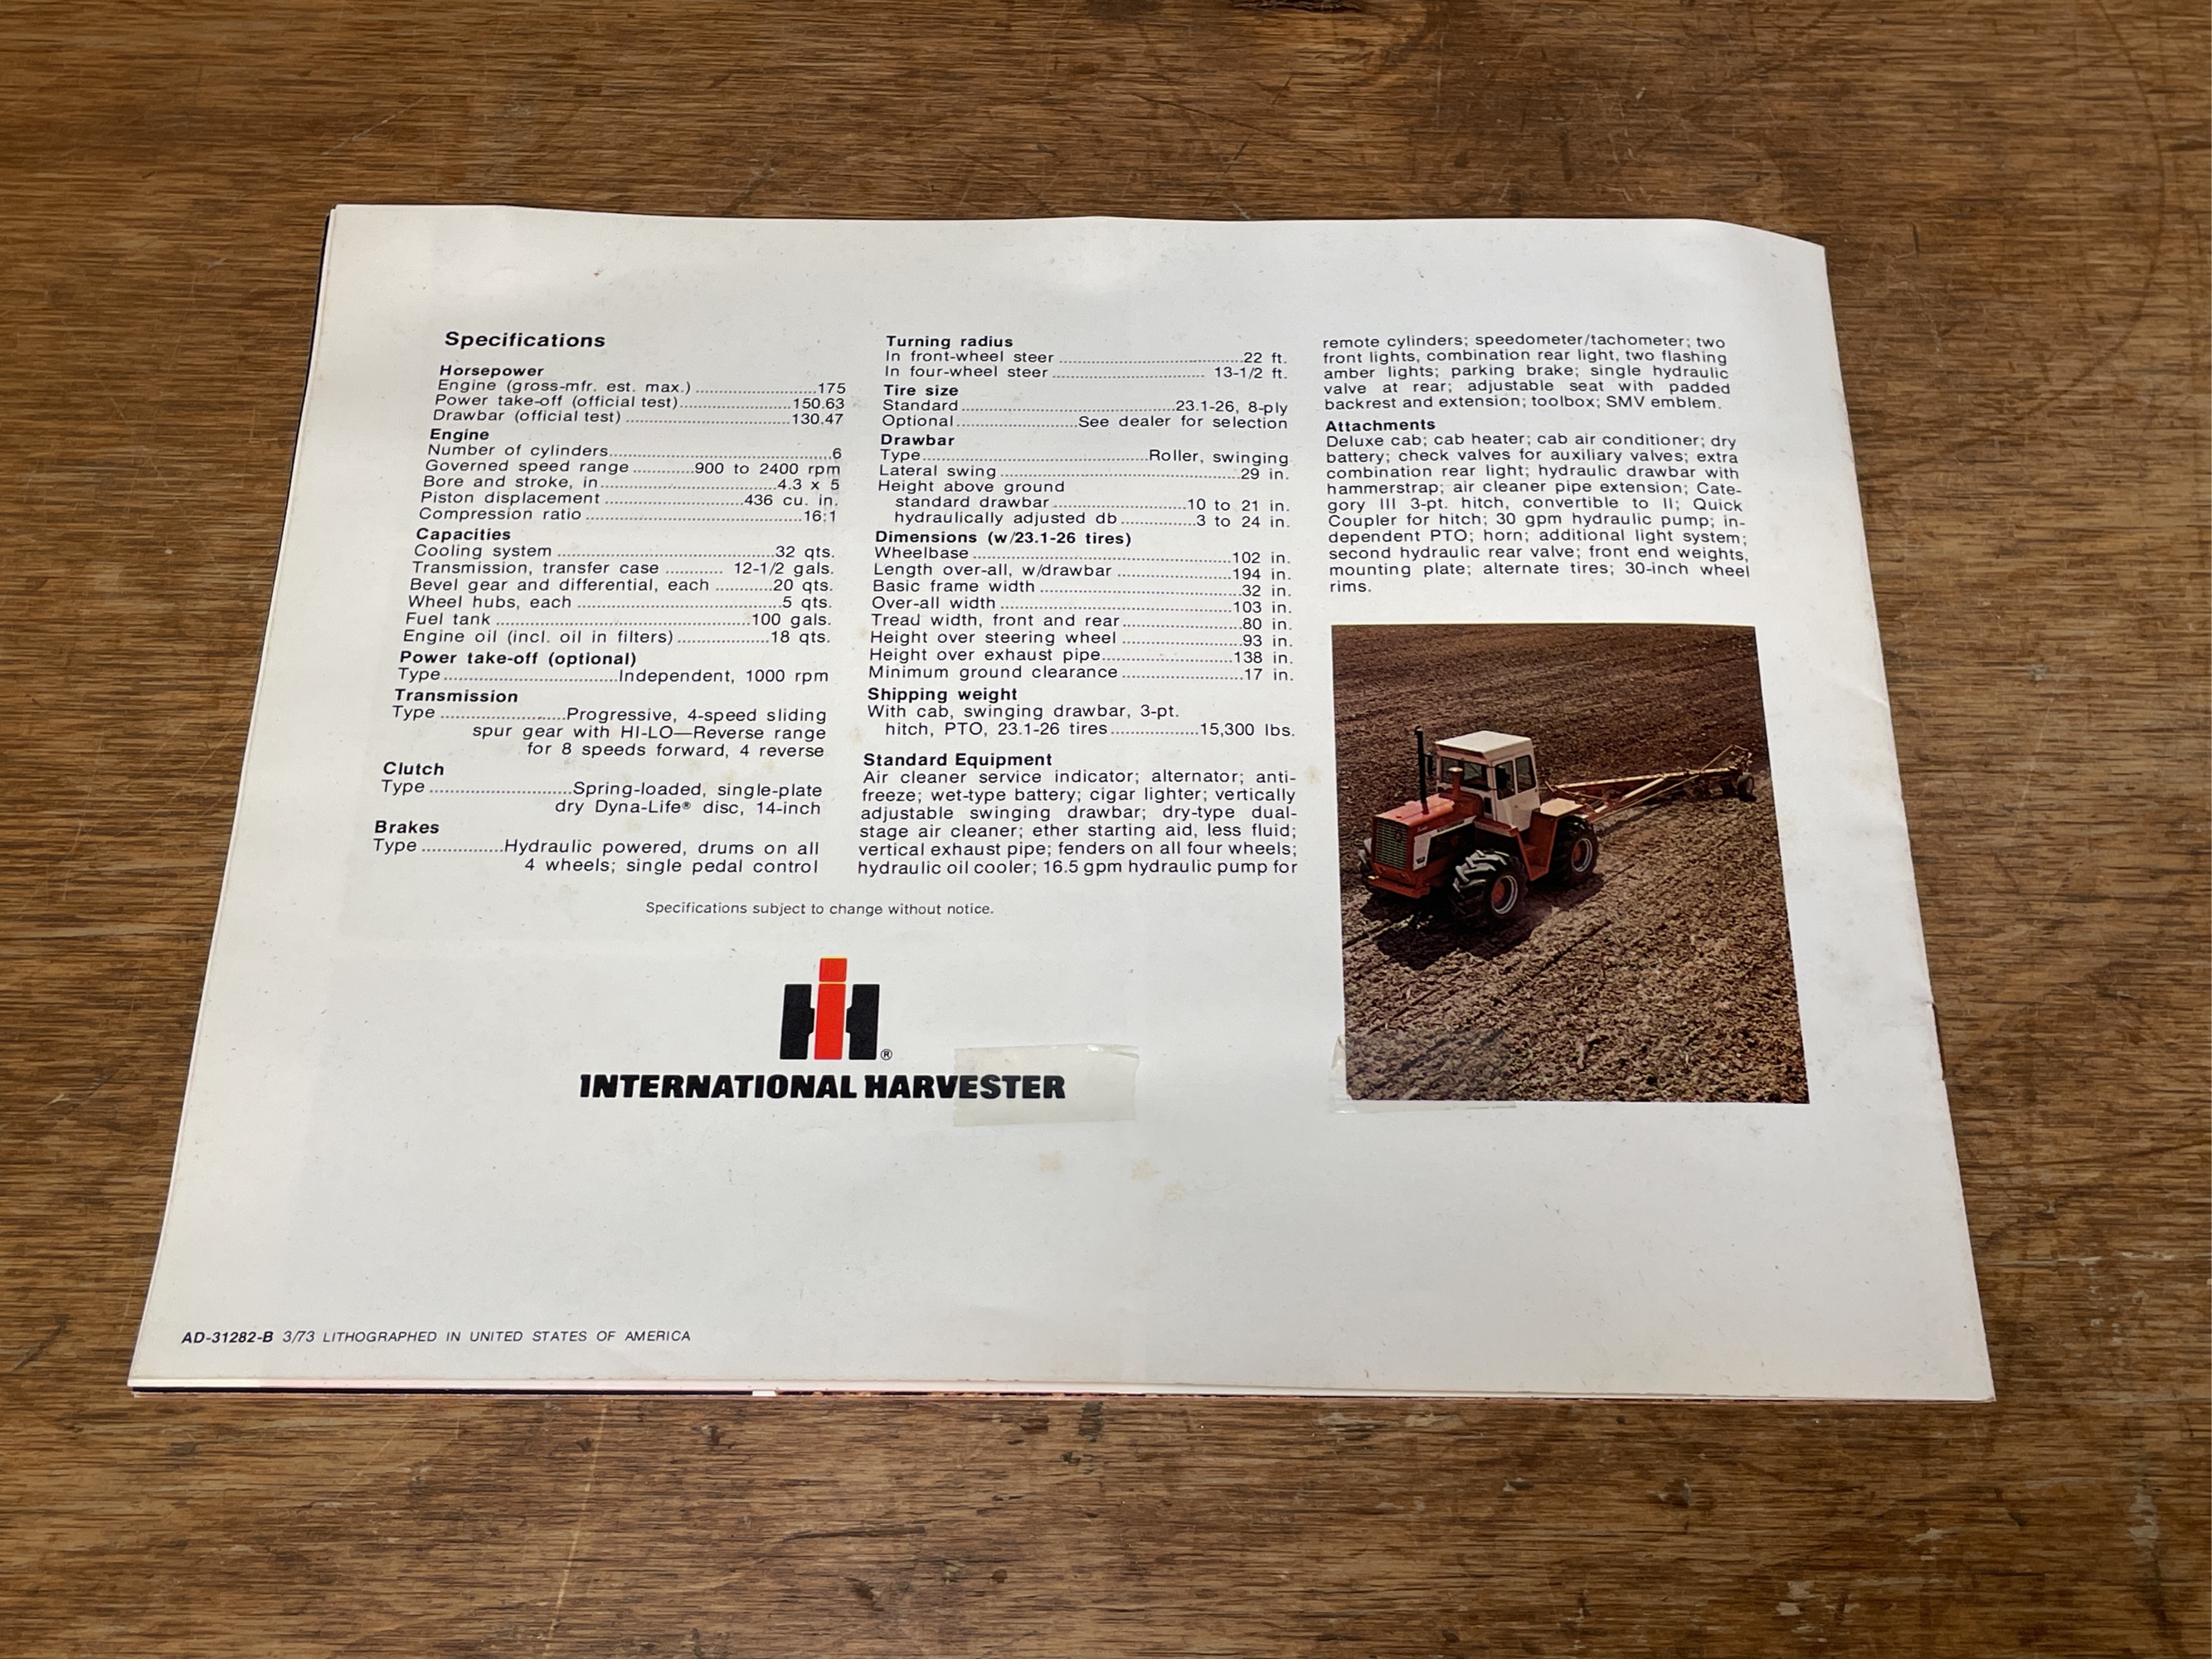 Specifications
Horsepower
Engine (gross-mfr. est. max.) ..................175
Power take-off (official test)..................150.63
Drawbar (official test) ..................130.47
Engine
Number of cylinders..................6
Governed speed range ............900 to 2400 rpm
Bore and stroke, in..................4.3 x 5
Piston displacement ..................436 cu. in.
Compression ratio ..................16:1
Capacities
Cooling system ..................32 qts.
Transmission, transfer case ............ 12-1/2 gals.
Bevel gear and differential, each ............20 qts.
Wheel hubs, each ..................5 qts.
Fuel tank ..................100 gals.
Engine oil (incl. oil in filters) ..................18 qts.
Power take-off (optional)
Type..................Independent, 1000 rpm
Transmission
Type ..................Progressive, 4-speed sliding
spur gear with HI-LO—Reverse range
for 8 speeds forward, 4 reverse
Clutch
Type ..................Spring-loaded, single-plate
dry Dyna-Life® disc, 14-inch
Brakes
Type ...............Hydraulic powered, drums on all
4 wheels; single pedal control
Turning radius
In front-wheel steer ..................22 ft.
In four-wheel steer .................. 13-1/2 ft.
Tire size
Standard..................23.1-26, 8-ply
Optional..................See dealer for selection
Drawbar
Type..................Roller, swinging
Lateral swing ..................29 in.
Height above ground
standard drawbar..................10 to 21 in.
hydraulically adjusted db ............3 to 24 in.
Dimensions (w/23.1-26 tires)
Wheelbase ..................102 in.
Length over-all, w/drawbar ..................194 in.
Basic frame width ..................32 in.
Over-all width ..................103 in.
Tread width, front and rear..................80 in.
Height over steering wheel ..................93 in.
Height over exhaust pipe..................138 in.
Minimum ground clearance ..................17 in.
Shipping weight
With cab, swinging drawbar, 3-pt.
hitch, PTO, 23.1-26 tires ..................15,300 lbs.
Standard Equipment
Air cleaner service indicator; alternator; anti-
freeze; wet-type battery; cigar lighter; vertically
adjustable swinging drawbar; dry-type dual-
stage air cleaner; ether starting aid, less fluid;
vertical exhaust pipe; fenders on all four wheels;
hydraulic oil cooler; 16.5 gpm hydraulic pump for
remote cylinders; speedometer/tachometer; two
front lights, combination rear light, two flashing
amber lights; parking brake; single hydraulic
valve at rear; adjustable seat with padded
backrest and extension; toolbox; SMV emblem.
Attachments
Deluxe cab; cab heater; cab air conditioner; dry
battery; check valves for auxiliary valves; extra
combination rear light; hydraulic drawbar with
hammerstrap; air cleaner pipe extension; Cate-
gory III 3-pt. hitch, convertible to II; Quick
Coupler for hitch; 30 gpm hydraulic pump; in-
dependent PTO; horn; additional light system;
second hydraulic rear valve; front end weights,
mounting plate; alternate tires; 30-inch wheel
rims.
Specifications subject to change without notice.
IH®
INTERNATIONAL HARVESTER
AD-31282-B 3/73 LITHOGRAPHED IN UNITED STATES OF AMERICA